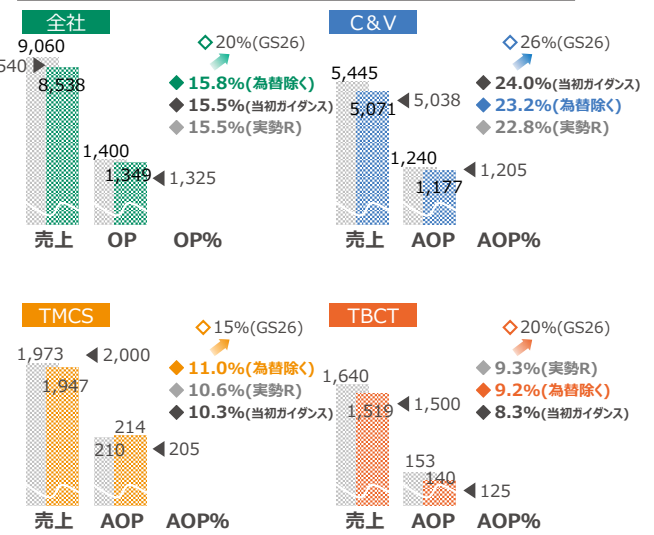 全社
9,060
8,538
540
1,400
1,349
1,325
20%(GS26)
15.8%(為替除く)
15.5%(当初ガイダンス)
15.5%(実勢R)
売上 OP OP%
C&V
5,445
5,071
5,038
1,240
1,177
1,205
26%(GS26)
24.0%(当初ガイダンス)
23.2%(為替除く)
22.8%(実勢R)
売上 AOP AOP%
TMCS
1,973
1,947
2,000
210
214
205
15%(GS26)
11.0%(為替除く)
10.6%(実勢R)
10.3%(当初ガイダンス)
売上 AOP AOP%
TBCT
1,640
1,519
1,500
153
140
125
20%(GS26)
9.3%(実勢R)
9.2%(為替除く)
8.3%(当初ガイダンス)
売上 AOP AOP%